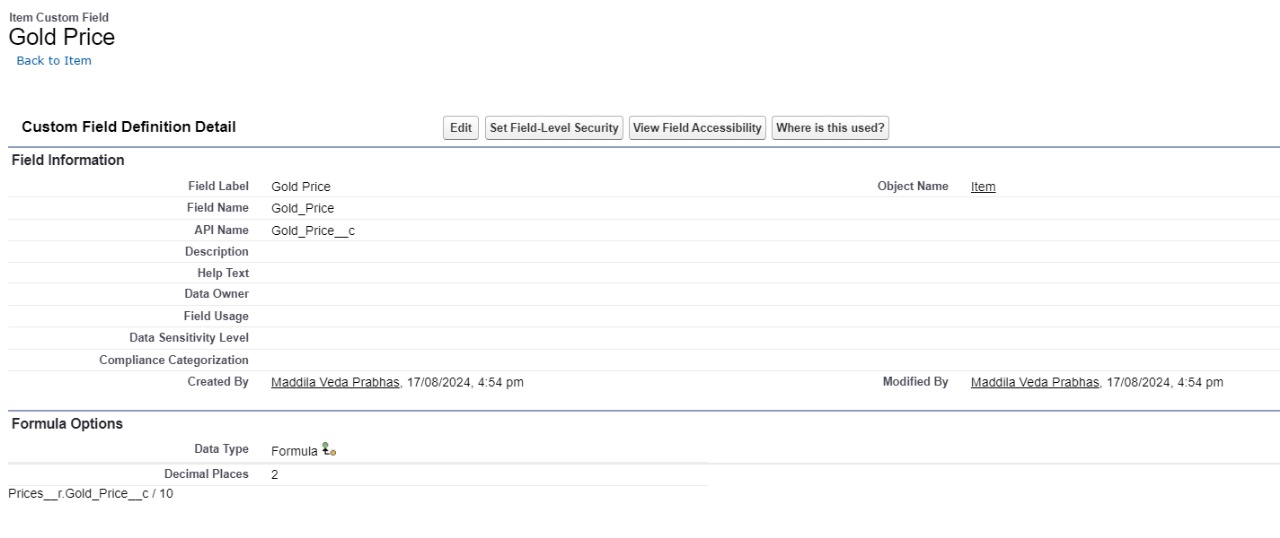 Item Custom Field
Gold Price
Back to Item
Custom Field Definition Detail Edit Set Field-Level Security View Field Accessibility Where is this used?
Field Information
Field Label Gold Price Object Name Item
Field Name Gold_Price
API Name Gold_Price__c
Description
Help Text
Data Owner
Field Usage
Data Sensitivity Level
Compliance Categorization
Created By Maddila Veda Prabhas, 17/08/2024, 4:54 pm Modified By Maddila Veda Prabhas, 17/08/2024, 4:54 pm
Formula Options
Data Type Formula
Decimal Places 2
Prices__r.Gold_Price__c / 10